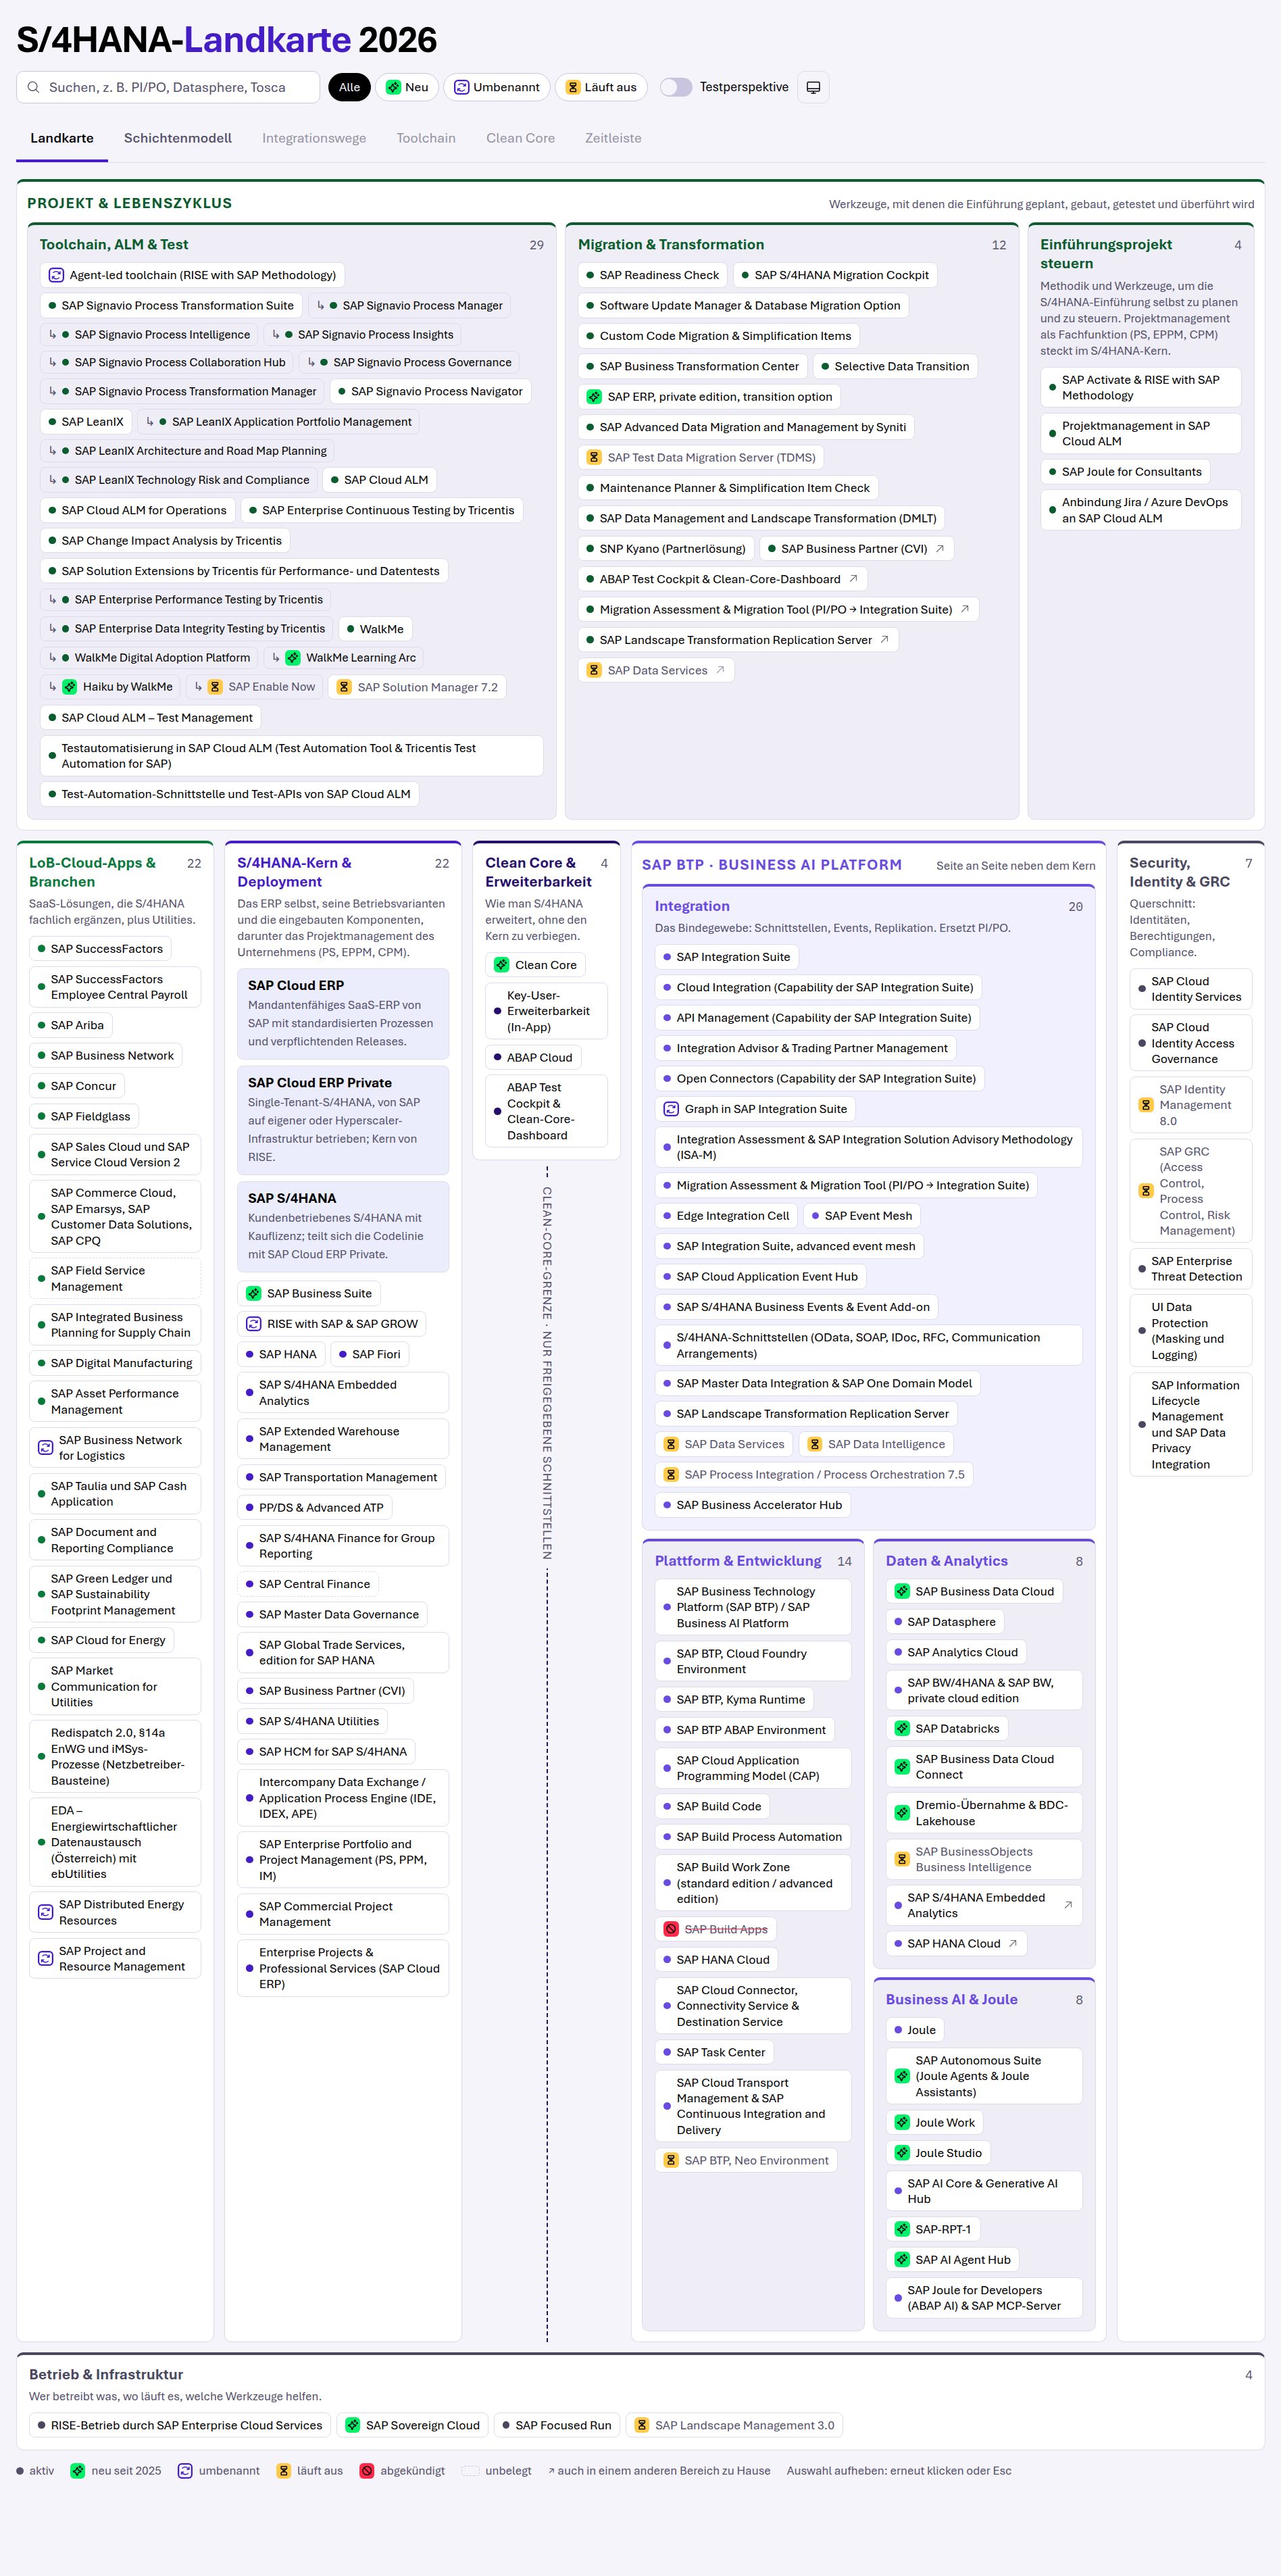 S/4HANA-Landkarte 2026
Suchen, z. B. PI/PO, Datasphere, Tosca
Alle
Neu
Umbenannt
Läuft aus
Testperspektive
Landkarte
Schichtenmodell
Integrationswege
Toolchain
Clean Core
Zeitleiste
PROJEKT & LEBENSZYKLUS
Werkzeuge, mit denen die Einführung geplant, gebaut, getestet und überführt wird
Toolchain, ALM & Test 29
Agent-led toolchain (RISE with SAP Methodology)
SAP Signavio Process Transformation Suite
↳ SAP Signavio Process Manager
↳ SAP Signavio Process Intelligence
↳ SAP Signavio Process Insights
↳ SAP Signavio Process Collaboration Hub
↳ SAP Signavio Process Governance
↳ SAP Signavio Process Transformation Manager
SAP Signavio Process Navigator
SAP LeanIX
↳ SAP LeanIX Application Portfolio Management
↳ SAP LeanIX Architecture and Road Map Planning
↳ SAP LeanIX Technology Risk and Compliance
SAP Cloud ALM
SAP Cloud ALM for Operations
SAP Enterprise Continuous Testing by Tricentis
SAP Change Impact Analysis by Tricentis
SAP Solution Extensions by Tricentis für Performance- und Datentests
↳ SAP Enterprise Performance Testing by Tricentis
↳ SAP Enterprise Data Integrity Testing by Tricentis
WalkMe
↳ WalkMe Digital Adoption Platform
↳ WalkMe Learning Arc
↳ Haiku by WalkMe
↳ SAP Enable Now
SAP Solution Manager 7.2
SAP Cloud ALM – Test Management
Testautomatisierung in SAP Cloud ALM (Test Automation Tool & Tricentis Test
Automation for SAP)
Test-Automation-Schnittstelle und Test-APIs von SAP Cloud ALM
Migration & Transformation 12
SAP Readiness Check
SAP S/4HANA Migration Cockpit
Software Update Manager & Database Migration Option
Custom Code Migration & Simplification Items
SAP Business Transformation Center
Selective Data Transition
SAP ERP, private edition, transition option
SAP Advanced Data Migration and Management by Syniti
SAP Test Data Migration Server (TDMS)
Maintenance Planner & Simplification Item Check
SAP Data Management and Landscape Transformation (DMLT)
SNP Kyano (Partnerlösung)
SAP Business Partner (CVI) ↗
ABAP Test Cockpit & Clean-Core-Dashboard ↗
Migration Assessment & Migration Tool (PI/PO → Integration Suite) ↗
SAP Landscape Transformation Replication Server ↗
SAP Data Services ↗
Einführungsprojekt 4
steuern
Methodik und Werkzeuge, um die
S/4HANA-Einführung selbst zu planen
und zu steuern. Projektmanagement
als Fachfunktion (PS, EPPM, CPM)
steckt im S/4HANA-Kern.
SAP Activate & RISE with SAP
Methodology
Projektmanagement in SAP
Cloud ALM
SAP Joule for Consultants
Anbindung Jira / Azure DevOps
an SAP Cloud ALM
LoB-Cloud-Apps & 22
Branchen
SaaS-Lösungen, die S/4HANA
fachlich ergänzen, plus Utilities.
SAP SuccessFactors
SAP SuccessFactors
Employee Central Payroll
SAP Ariba
SAP Business Network
SAP Concur
SAP Fieldglass
SAP Sales Cloud und SAP
Service Cloud Version 2
SAP Commerce Cloud,
SAP Emarsys, SAP
Customer Data Solutions,
SAP CPQ
SAP Field Service
Management
SAP Integrated Business
Planning for Supply Chain
SAP Digital Manufacturing
SAP Asset Performance
Management
SAP Business Network
for Logistics
SAP Taulia und SAP Cash
Application
SAP Document and
Reporting Compliance
SAP Green Ledger und
SAP Sustainability
Footprint Management
SAP Cloud for Energy
SAP Market
Communication for
Utilities
Redispatch 2.0, §14a
EnWG und iMSys-
Prozesse (Netzbetreiber-
Bausteine)
EDA –
Energiewirtschaftlicher
Datenaustausch
(Österreich) mit
ebUtilities
SAP Distributed Energy
Resources
SAP Project and
Resource Management
S/4HANA-Kern & 22
Deployment
Das ERP selbst, seine Betriebsvarianten
und die eingebauten Komponenten,
darunter das Projektmanagement des
Unternehmens (PS, EPPM, CPM).
SAP Cloud ERP
Mandantenfähiges SaaS-ERP von
SAP mit standardisierten Prozessen
und verpflichtenden Releases.
SAP Cloud ERP Private
Single-Tenant-S/4HANA, von SAP
auf eigener oder Hyperscaler-
Infrastruktur betrieben; Kern von
RISE.
SAP S/4HANA
Kundenbetriebenes S/4HANA mit
Kauflizenz; teilt sich die Codelinie
mit SAP Cloud ERP Private.
SAP Business Suite
RISE with SAP & SAP GROW
SAP HANA
SAP Fiori
SAP S/4HANA Embedded
Analytics
SAP Extended Warehouse
Management
SAP Transportation Management
PP/DS & Advanced ATP
SAP S/4HANA Finance for Group
Reporting
SAP Central Finance
SAP Master Data Governance
SAP Global Trade Services,
edition for SAP HANA
SAP Business Partner (CVI)
SAP S/4HANA Utilities
SAP HCM for SAP S/4HANA
Intercompany Data Exchange /
Application Process Engine (IDE,
IDEX, APE)
SAP Enterprise Portfolio and
Project Management (PS, PPM,
IM)
SAP Commercial Project
Management
Enterprise Projects &
Professional Services (SAP Cloud
ERP)
Clean Core & 4
Erweiterbarkeit
Wie man S/4HANA
erweitert, ohne den
Kern zu verbiegen.
Clean Core
Key-User-
Erweiterbarkeit
(In-App)
ABAP Cloud
ABAP Test
Cockpit &
Clean-Core-
Dashboard
CLEAN-CORE-GRENZE · NUR FREIGEGEBENE SCHNITTSTELLEN
SAP BTP · BUSINESS AI PLATFORM
Seite an Seite neben dem Kern
Integration 20
Das Bindegewebe: Schnittstellen, Events, Replikation. Ersetzt PI/PO.
SAP Integration Suite
Cloud Integration (Capability der SAP Integration Suite)
API Management (Capability der SAP Integration Suite)
Integration Advisor & Trading Partner Management
Open Connectors (Capability der SAP Integration Suite)
Graph in SAP Integration Suite
Integration Assessment & SAP Integration Solution Advisory Methodology
(ISA-M)
Migration Assessment & Migration Tool (PI/PO → Integration Suite)
Edge Integration Cell
SAP Event Mesh
SAP Integration Suite, advanced event mesh
SAP Cloud Application Event Hub
SAP S/4HANA Business Events & Event Add-on
S/4HANA-Schnittstellen (OData, SOAP, IDoc, RFC, Communication
Arrangements)
SAP Master Data Integration & SAP One Domain Model
SAP Landscape Transformation Replication Server
SAP Data Services
SAP Data Intelligence
SAP Process Integration / Process Orchestration 7.5
SAP Business Accelerator Hub
Plattform & Entwicklung 14
SAP Business Technology
Platform (SAP BTP) / SAP
Business AI Platform
SAP BTP, Cloud Foundry
Environment
SAP BTP, Kyma Runtime
SAP BTP ABAP Environment
SAP Cloud Application
Programming Model (CAP)
SAP Build Code
SAP Build Process Automation
SAP Build Work Zone
(standard edition / advanced
edition)
SAP Build Apps
SAP HANA Cloud
SAP Cloud Connector,
Connectivity Service &
Destination Service
SAP Task Center
SAP Cloud Transport
Management & SAP
Continuous Integration and
Delivery
SAP BTP, Neo Environment
Daten & Analytics 8
SAP Business Data Cloud
SAP Datasphere
SAP Analytics Cloud
SAP BW/4HANA & SAP BW,
private cloud edition
SAP Databricks
SAP Business Data Cloud
Connect
Dremio-Übernahme & BDC-
Lakehouse
SAP BusinessObjects
Business Intelligence
SAP S/4HANA Embedded ↗
Analytics
SAP HANA Cloud ↗
Business AI & Joule 8
Joule
SAP Autonomous Suite
(Joule Agents & Joule
Assistants)
Joule Work
Joule Studio
SAP AI Core & Generative AI
Hub
SAP-RPT-1
SAP AI Agent Hub
SAP Joule for Developers
(ABAP AI) & SAP MCP-Server
Security, 7
Identity & GRC
Querschnitt:
Identitäten,
Berechtigungen,
Compliance.
SAP Cloud
Identity Services
SAP Cloud
Identity Access
Governance
SAP Identity
Management
8.0
SAP GRC
(Access
Control,
Process
Control, Risk
Management)
SAP Enterprise
Threat Detection
UI Data
Protection
(Masking und
Logging)
SAP Information
Lifecycle
Management
und SAP Data
Privacy
Integration
Betrieb & Infrastruktur 4
Wer betreibt was, wo läuft es, welche Werkzeuge helfen.
RISE-Betrieb durch SAP Enterprise Cloud Services
SAP Sovereign Cloud
SAP Focused Run
SAP Landscape Management 3.0
aktiv
neu seit 2025
umbenannt
läuft aus
abgekündigt
unbelegt
↗ auch in einem anderen Bereich zu Hause
Auswahl aufheben: erneut klicken oder Esc